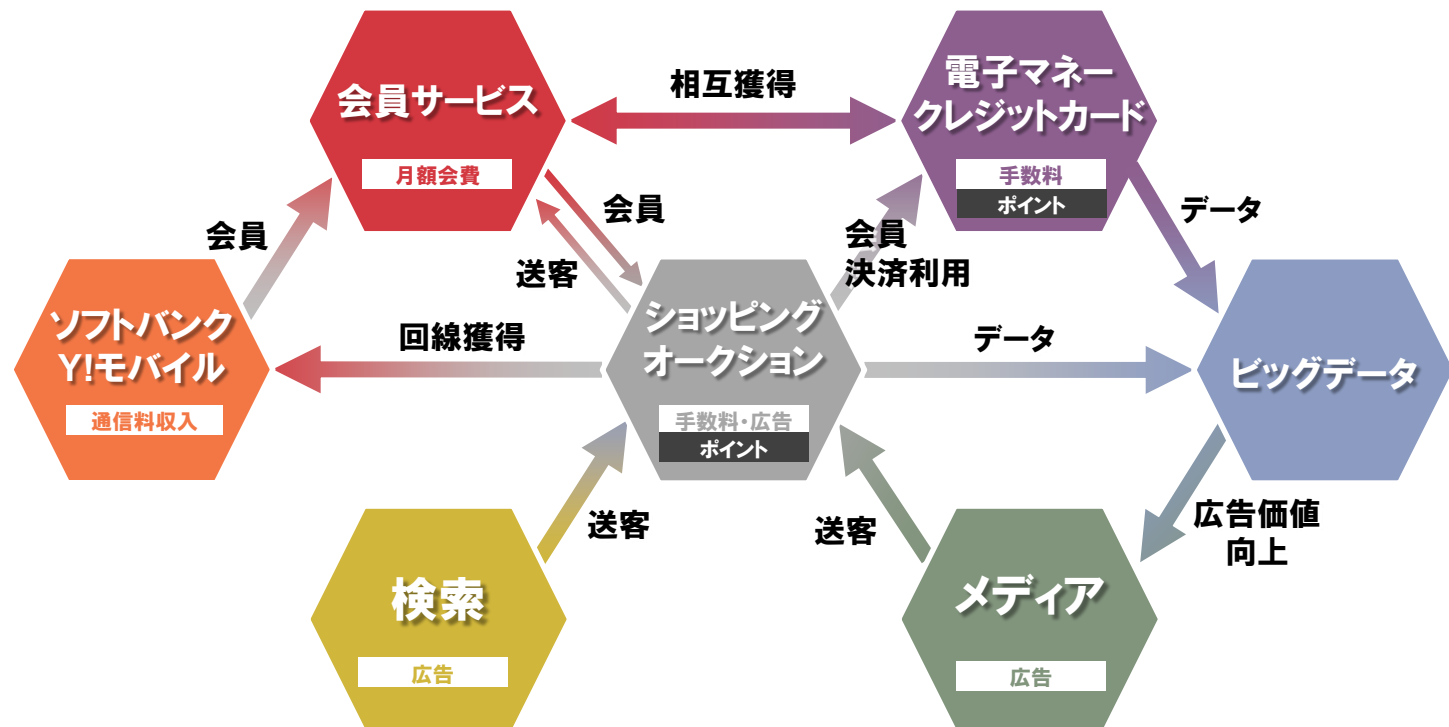 会員サービス
月額会費
相互獲得
電子マネー
クレジットカード
手数料
ポイント
会員
会員
送客
会員
決済利用
データ
ソフトバンク
Y!モバイル
通信料収入
回線獲得
ショッピング
オークション
手数料・広告
ポイント
データ
ビッグデータ
送客
送客
広告価値
向上
検索
広告
メディア
広告